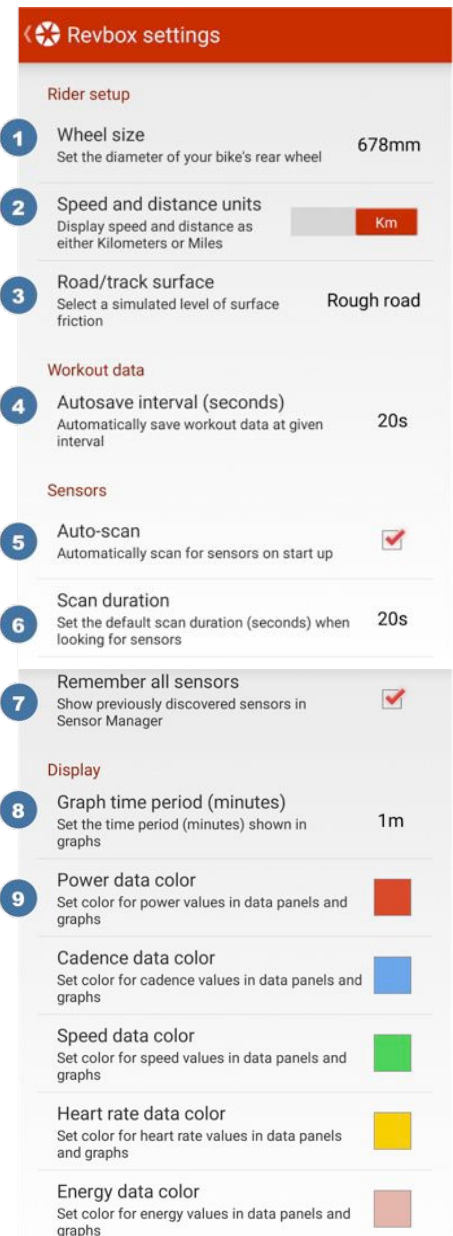 Revbox settings
Rider setup
1
Wheel size
Set the diameter of your bike's rear wheel
678mm
2
Speed and distance units
Display speed and distance as
either Kilometers or Miles
Km
3
Road/track surface
Select a simulated level of surface
friction
Rough road
Workout data
4
Autosave interval (seconds)
Automatically save workout data at given
interval
20s
Sensors
5
Auto-scan
Automatically scan for sensors on start up
6
Scan duration
Set the default scan duration (seconds) when
looking for sensors
20s
7
Remember all sensors
Show previously discovered sensors in
Sensor Manager
Display
8
Graph time period (minutes)
Set the time period (minutes) shown in
graphs
1m
9
Power data color
Set color for power values in data panels and
graphs
Cadence data color
Set color for cadence values in data panels and
graphs
Speed data color
Set color for speed values in data panels and
graphs
Heart rate data color
Set color for heart rate values in data panels
and graphs
Energy data color
Set color for energy values in data panels and
graphs